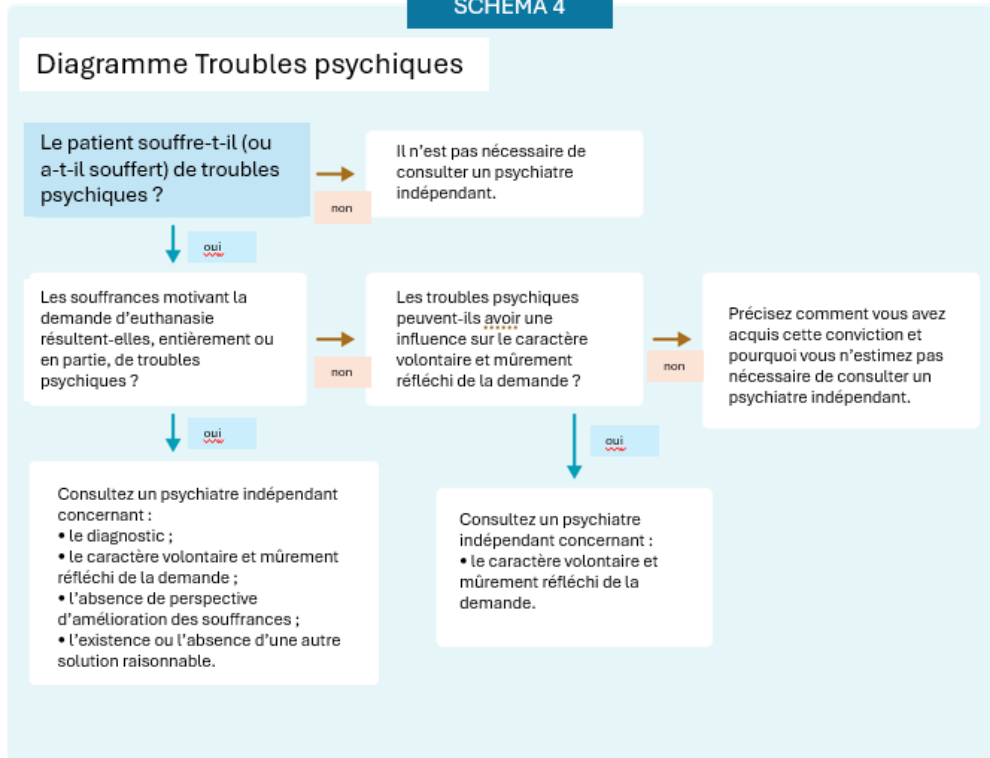 SCHEMA 4
Diagramme Troubles psychiques
Le patient souffre-t-il (ou
a-t-il souffert) de troubles
psychiques ?
non
Il n’est pas nécessaire de
consulter un psychiatre
indépendant.
oui
Les souffrances motivant la
demande d’euthanasie
résultent-elles, entièrement ou
en partie, de troubles
psychiques ?
non
Les troubles psychiques
peuvent-ils avoir une
influence sur le caractère
volontaire et mûrement
réfléchi de la demande ?
non
Précisez comment vous avez
acquis cette conviction et
pourquoi vous n’estimez pas
nécessaire de consulter un
psychiatre indépendant.
oui
oui
Consultez un psychiatre indépendant
concernant :
• le diagnostic ;
• le caractère volontaire et mûrement
réfléchi de la demande ;
• l’absence de perspective
d’amélioration des souffrances ;
• l’existence ou l’absence d’une autre
solution raisonnable.
Consultez un psychiatre
indépendant concernant :
• le caractère volontaire et
mûrement réfléchi de la
demande.